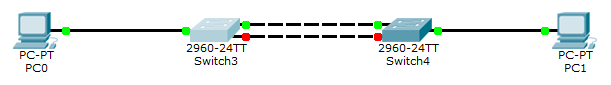 PC-PT
PC0
2960-24TT
Switch3
2960-24TT
Switch4
PC-PT
PC1